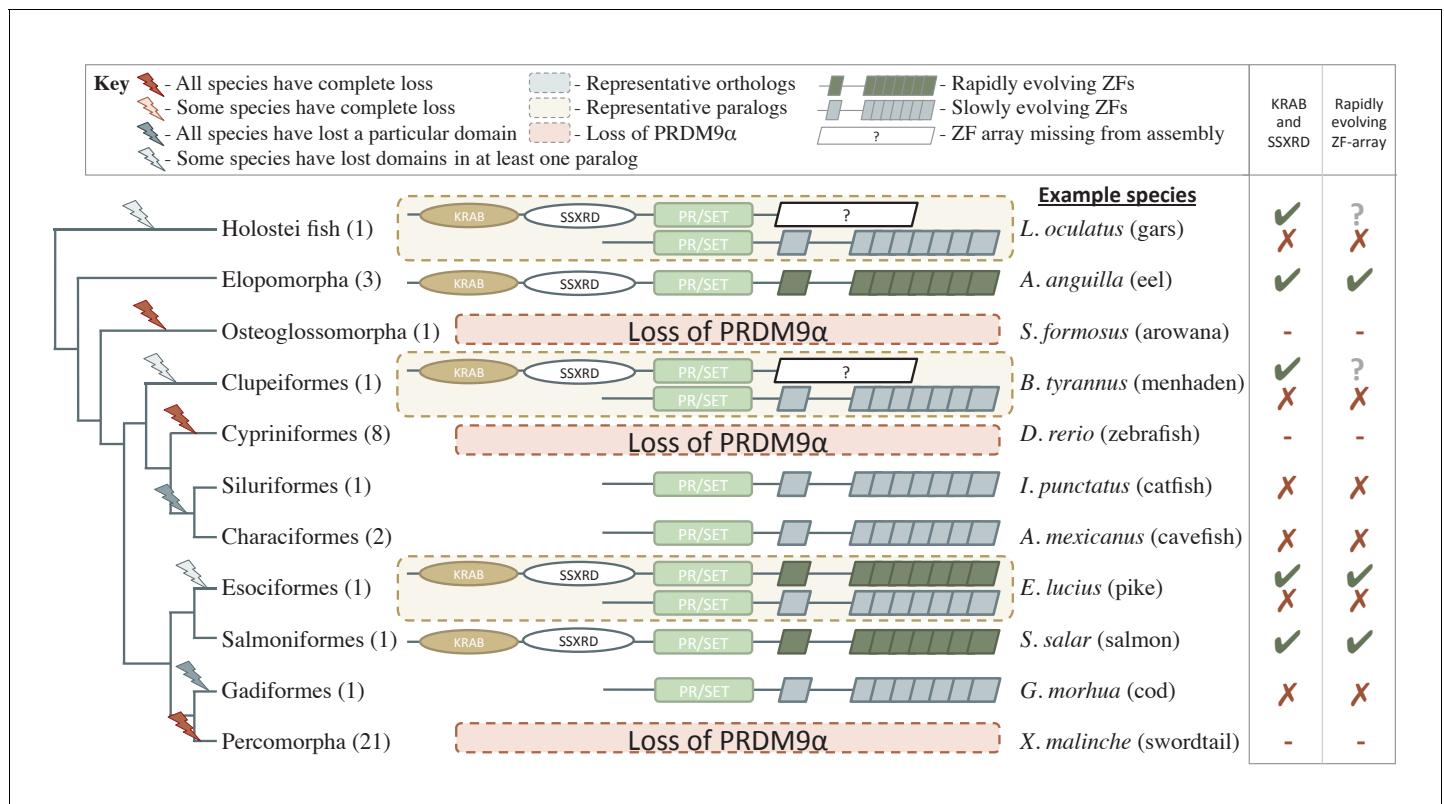 Key - All species have complete loss - Representative orthologs - Rapidly evolving ZFs
- Some species have complete loss - Representative paralogs - Slowly evolving ZFs
- All species have lost a particular domain - Loss of PRDM9α ? - ZF array missing from assembly
- Some species have lost domains in at least one paralog
KRAB and SSXRD
Rapidly evolving ZF-array
Example species
Holostei fish (1) KRAB SSXRD PR/SET ? L. oculatus (gars) ✔ ?
PR/SET ✗ ✗
Elopomorpha (3) KRAB SSXRD PR/SET A. anguilla (eel) ✔ ✔
Osteoglossomorpha (1) Loss of PRDM9α S. formosus (arowana) - -
Clupeiformes (1) KRAB SSXRD PR/SET ? B. tyrannus (menhaden) ✔ ?
PR/SET ✗ ✗
Cypriniformes (8) Loss of PRDM9α D. rerio (zebrafish) - -
Siluriformes (1) PR/SET I. punctatus (catfish) ✗ ✗
Characiformes (2) PR/SET A. mexicanus (cavefish) ✗ ✗
Esociformes (1) KRAB SSXRD PR/SET E. lucius (pike) ✔ ✔
PR/SET ✗ ✗
Salmoniformes (1) KRAB SSXRD PR/SET S. salar (salmon) ✔ ✔
Gadiformes (1) PR/SET G. morhua (cod) ✗ ✗
Percomorpha (21) Loss of PRDM9α X. malinche (swordtail) - -